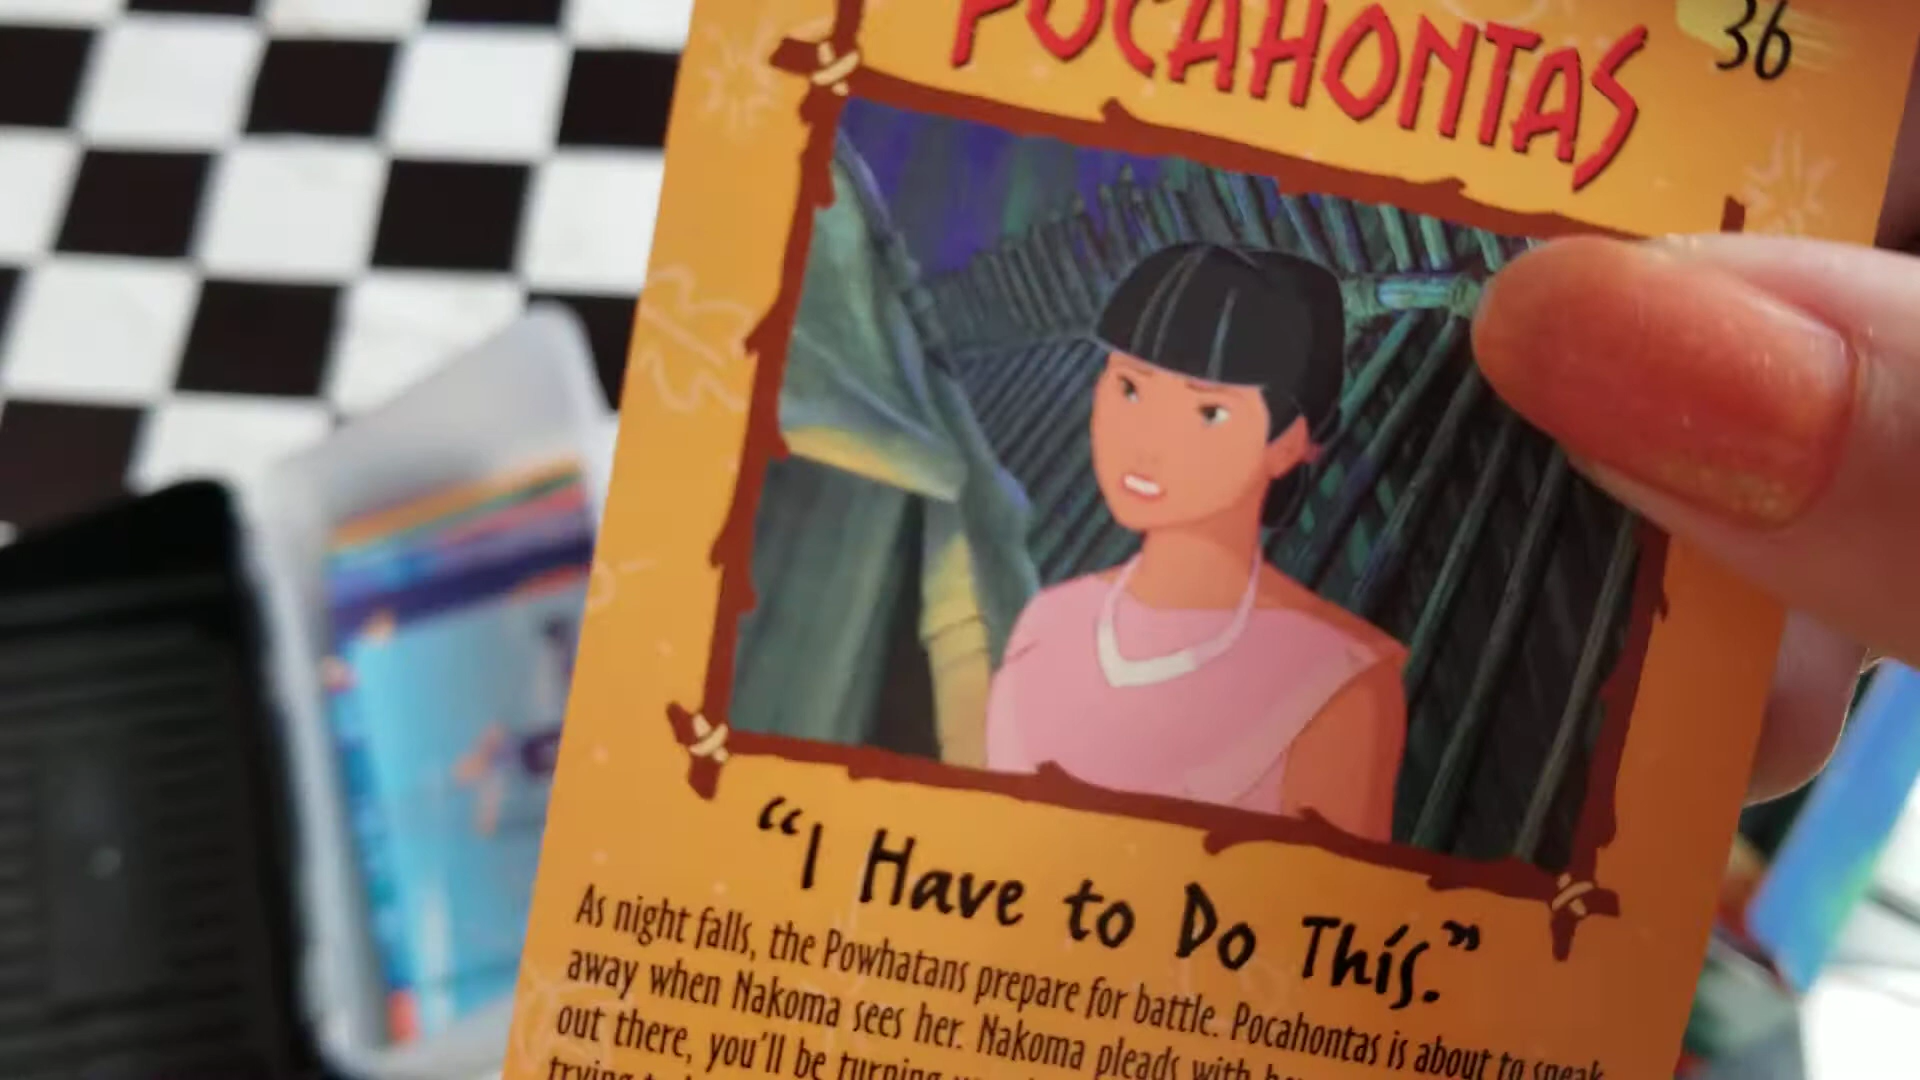 POCAHONTAS
36
“I Have to Do This.”
As night falls, the Powhatans prepare for battle. Pocahontas is about to sneak
away when Nakoma sees her. Nakoma pleads with
out there, you’ll be turning
trying